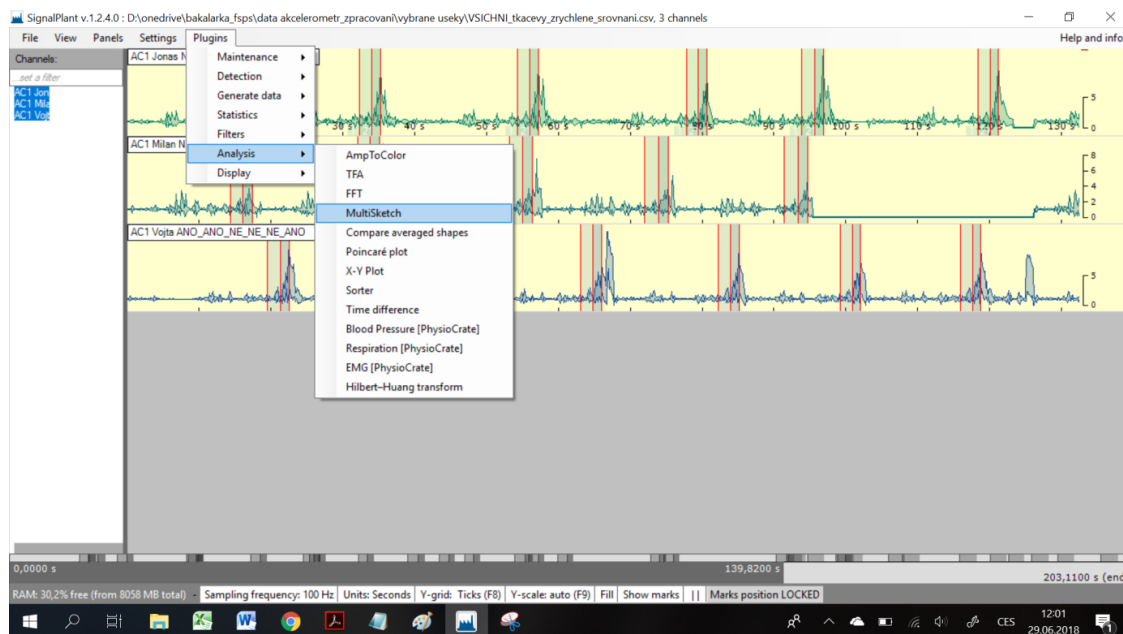 SignalPlant v.1.2.4.0 : D:\onedrive\bakalarka_fsps\data akcelerometr_zpracovani\vybrane useky\VSICHNI_tkacevy_zrychlene_srovnani.csv, 3 channels
File View Panels Settings Plugins Help and info
Channels:
...set a filter
AC1 Jon
AC1 Mila
AC1 Vojt
Maintenance
Detection
Generate data
Statistics
Filters
Analysis
Display
AmpToColor
TFA
FFT
MultiSketch
Compare averaged shapes
Poincaré plot
X-Y Plot
Sorter
Time difference
Blood Pressure [PhysioCrate]
Respiration [PhysioCrate]
EMG [PhysioCrate]
Hilbert–Huang transform
AC1 Jonas N
30 s 40 s 50 s 60 s 70 s 80 s 90 s 100 s 110 s 120 s 130 s
5
0
AC1 Milan N
8
6
4
2
0
AC1 Vojta ANO_ANO_NE_NE_NE_ANO
5
0
0,0000 s 139,8200 s
203,1100 s (end
RAM: 30,2% free (from 8058 MB total) - Sampling frequency: 100 Hz Units: Seconds Y-grid: Ticks (F8) Y-scale: auto (F9) Fill Show marks || Marks position LOCKED
CES
12:01
29.06.2018
1